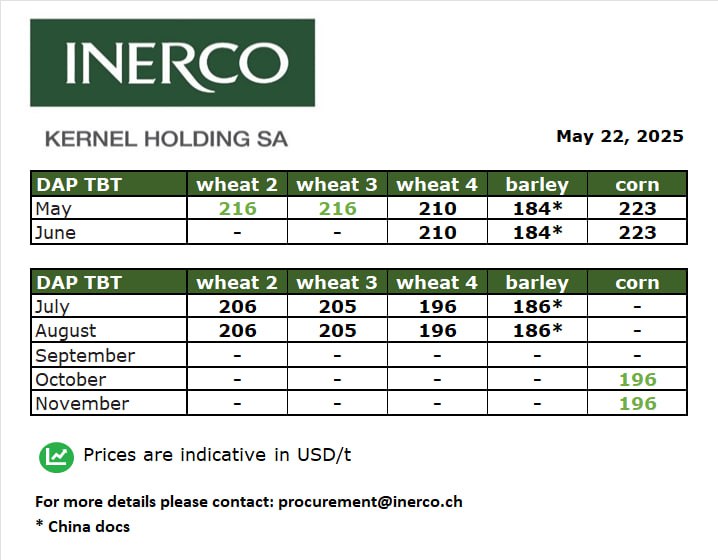 INERCO
KERNEL HOLDING SA
May 22, 2025
DAP TBT wheat 2 wheat 3 wheat 4 barley corn
May 216 216 210 184* 223
June - - 210 184* 223
DAP TBT wheat 2 wheat 3 wheat 4 barley corn
July 206 205 196 186* -
August 206 205 196 186* -
September - - - - -
October - - - - 196
November - - - - 196
Prices are indicative in USD/t
For more details please contact: procurement@inerco.ch
* China docs